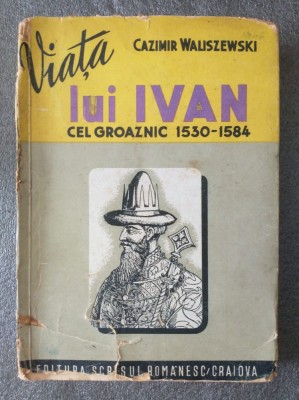 Viața
CAZIMIR WALISZEWSKI
lui IVAN
CEL GROAZNIC 1530-1584
EDITURA SCRISUL ROMÂNESC/CRAIOVA